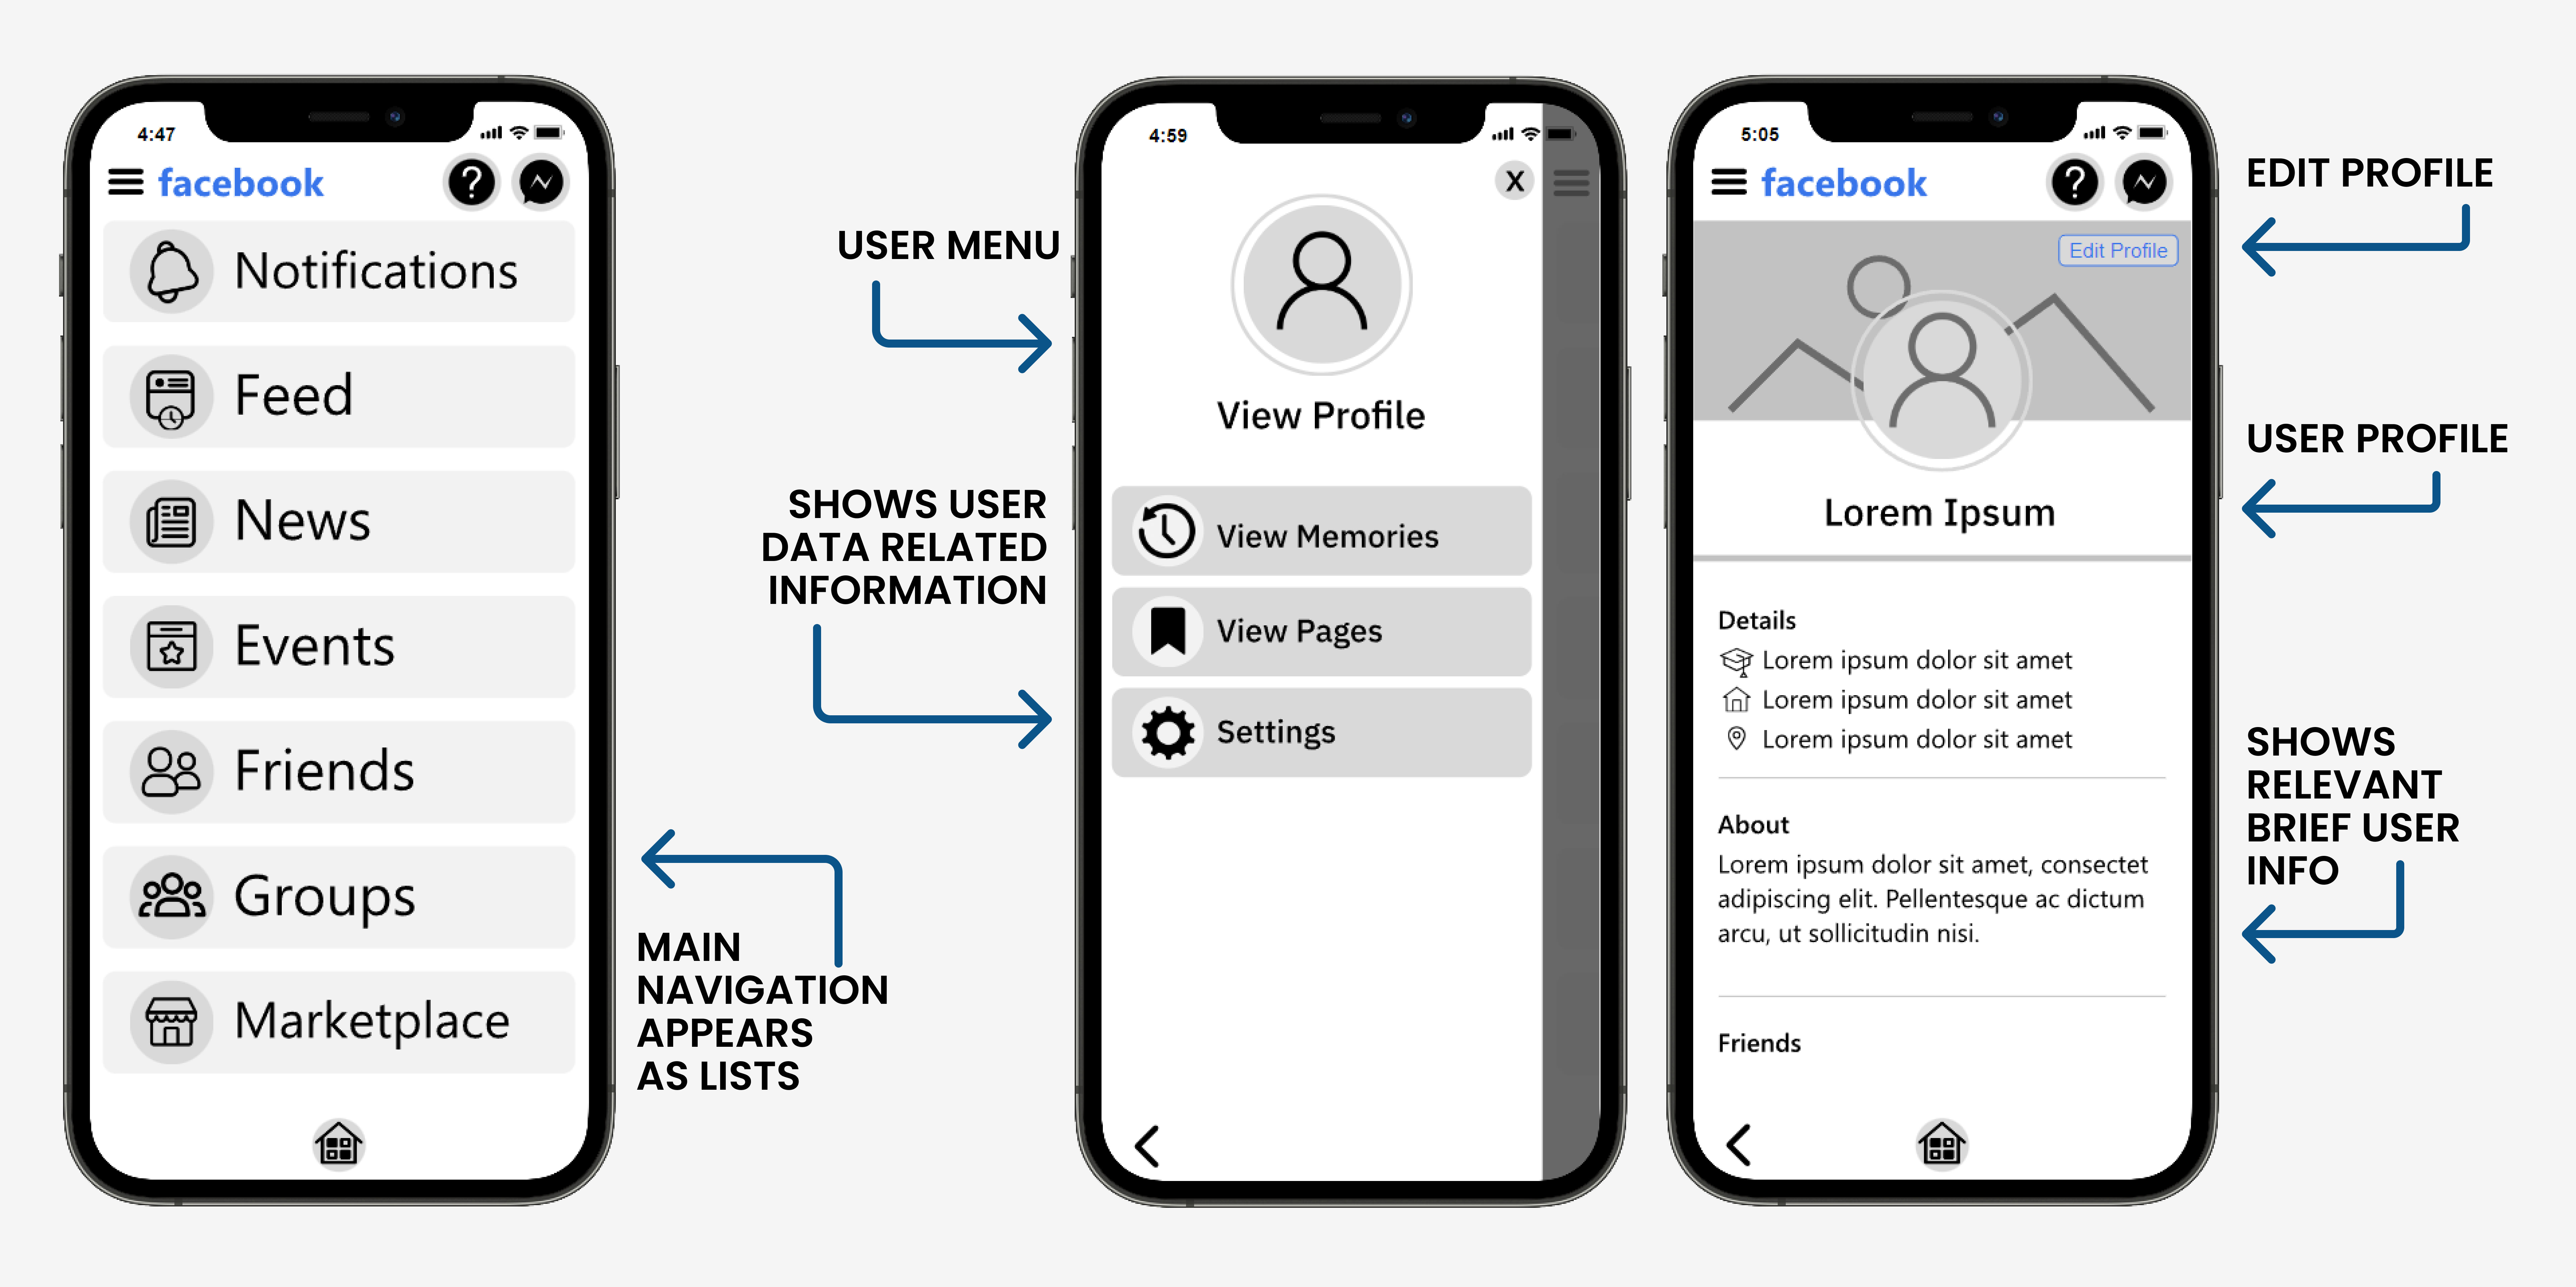 4:47
facebook
?
Notifications
Feed
News
Events
Friends
Groups
Marketplace
MAIN
NAVIGATION
APPEARS
AS LISTS
USER MENU
SHOWS USER
DATA RELATED
INFORMATION
4:59
X
View Profile
View Memories
View Pages
Settings
5:05
facebook
?
Edit Profile
Lorem Ipsum
Details
Lorem ipsum dolor sit amet
Lorem ipsum dolor sit amet
Lorem ipsum dolor sit amet
About
Lorem ipsum dolor sit amet, consectet
adipiscing elit. Pellentesque ac dictum
arcu, ut sollicitudin nisi.
Friends
EDIT PROFILE
USER PROFILE
SHOWS
RELEVANT
BRIEF USER
INFO